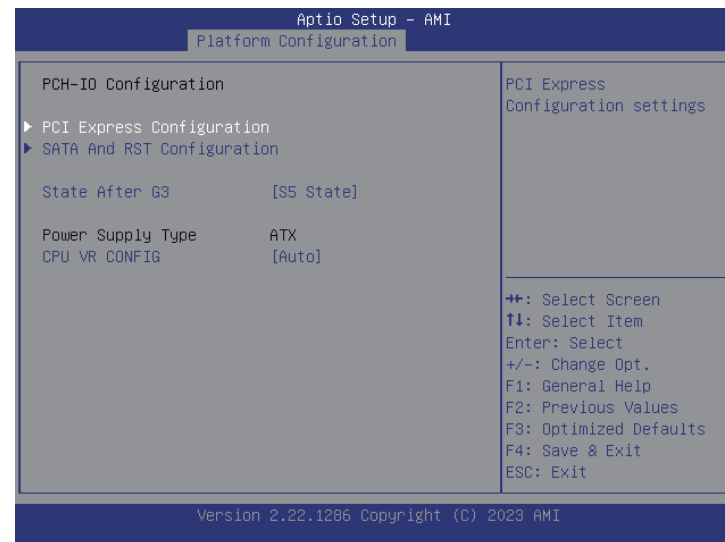 Aptio Setup – AMI
Platform Configuration
PCH-IO Configuration
PCI Express Configuration
SATA And RST Configuration
State After G3 [S5 State]
Power Supply Type ATX
CPU VR CONFIG [Auto]
PCI Express
Configuration settings
→←: Select Screen
↑↓: Select Item
Enter: Select
+/-: Change Opt.
F1: General Help
F2: Previous Values
F3: Optimized Defaults
F4: Save & Exit
ESC: Exit
Version 2.22.1286 Copyright (C) 2023 AMI